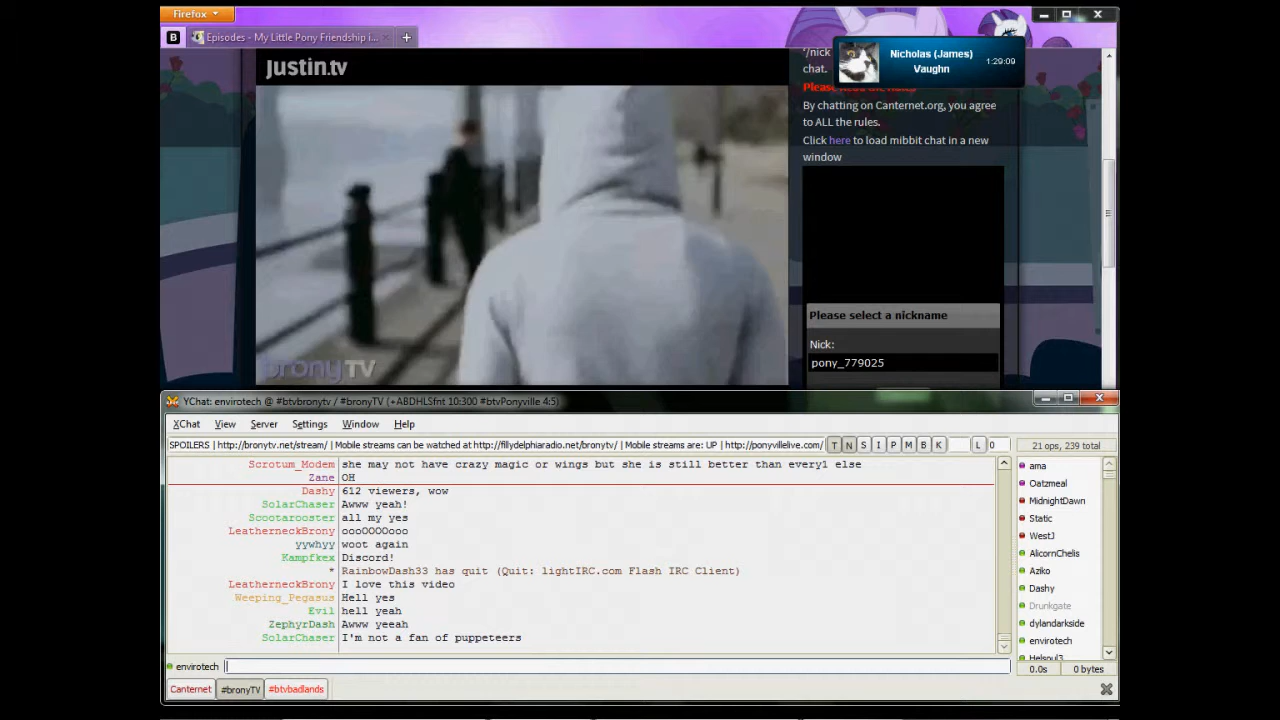 Firefox
B
Episodes - My Little Pony Friendship i...
Justin.tv
'/nick
chat.
Nicholas (James)
Vaughn
1:29:09
Please read the rules
By chatting on Canternet.org, you agree
to ALL the rules.
Click here to load mibbit chat in a new
window
Please select a nickname
Nick:
pony_779025
bronyTV
YChat: envirotech @ #btvbronytv / #bronyTV (+ABDHLSfnt 10:300 #btvPonyville 4:5)
XChat View Server Settings Window Help
SPOILERS | http://bronytv.net/stream/ | Mobile streams can be watched at http://fillydelphiaradio.net/bronytv/ | Mobile streams are: UP | http://ponyvillelive.com/
T N S I P M B K L 0
21 ops, 239 total
Scrotum_Modem she may not have crazy magic or wings but she is still better than every1 else
Zane OH
Dashy 612 viewers, wow
SolarChaser Awww yeah!
Scootarooster all my yes
LeatherneckBrony oooOOOOooo
yywhyy woot again
Kampfkex Discord!
* RainbowDash33 has quit (Quit: lightIRC.com Flash IRC Client)
LeatherneckBrony I love this video
Weeping_Pegasus Hell yes
Evil hell yeah
ZephyrDash Awww yeeah
SolarChaser I'm not a fan of puppeteers
ama
Oatzmeal
MidnightDawn
Static
WestJ
AlicornChelis
Aziko
Dashy
Drunkgate
dylandarkside
envirotech
Helsoul3
envirotech
0.0s 0 bytes
Canternet #bronyTV #btvbadlands